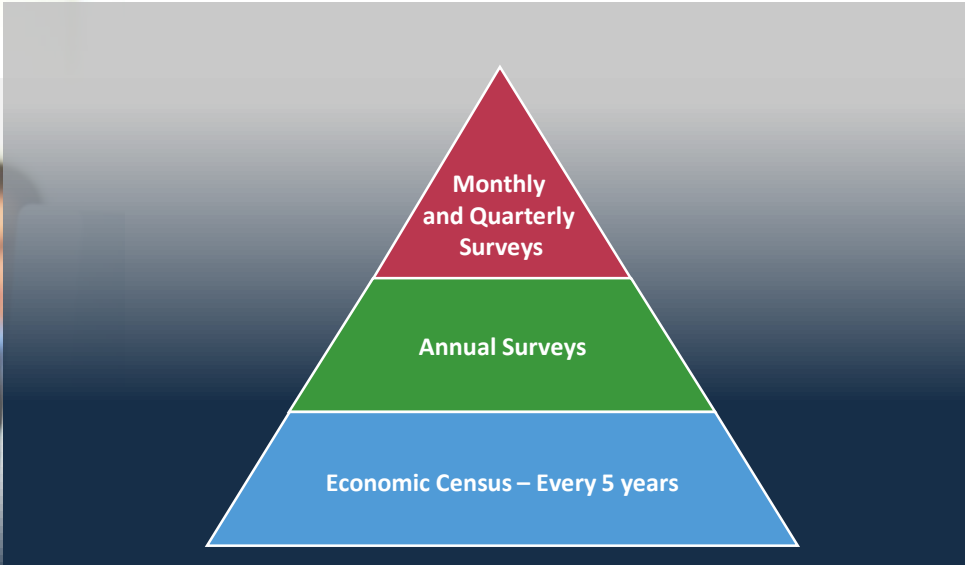 Monthly
and Quarterly
Surveys
Annual Surveys
Economic Census – Every 5 years